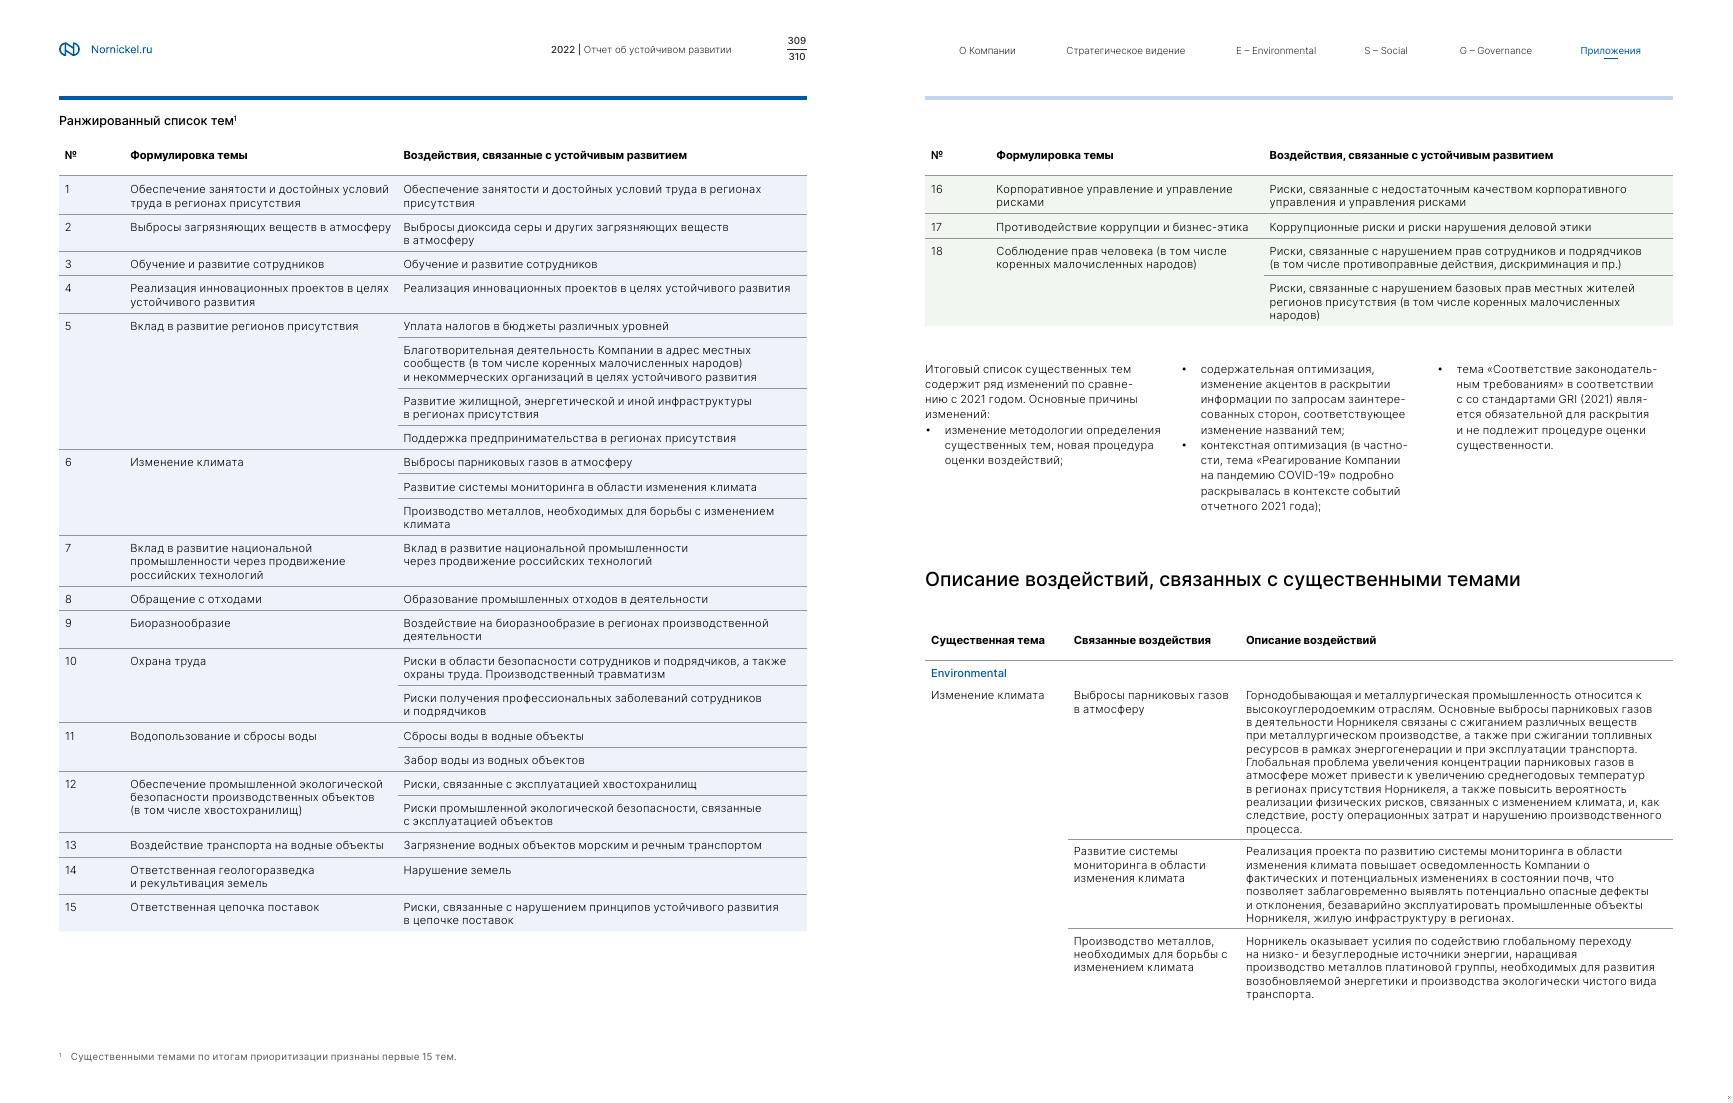 Nornickel.ru
2022 | Отчет об устойчивом развитии
309
310
Ранжированный список тем¹
№ Формулировка темы Воздействия, связанные с устойчивым развитием
1 Обеспечение занятости и достойных условий Обеспечение занятости и достойных условий труда в регионах
труда в регионах присутствия присутствия
2 Выбросы загрязняющих веществ в атмосферу Выбросы диоксида серы и других загрязняющих веществ
в атмосферу
3 Обучение и развитие сотрудников Обучение и развитие сотрудников
4 Реализация инновационных проектов в целях Реализация инновационных проектов в целях устойчивого развития
устойчивого развития
5 Вклад в развитие регионов присутствия Уплата налогов в бюджеты различных уровней
Благотворительная деятельность Компании в адрес местных
сообществ (в том числе коренных малочисленных народов)
и некоммерческих организаций в целях устойчивого развития
Развитие жилищной, энергетической и иной инфраструктуры
в регионах присутствия
Поддержка предпринимательства в регионах присутствия
6 Изменение климата Выбросы парниковых газов в атмосферу
Развитие системы мониторинга в области изменения климата
Производство металлов, необходимых для борьбы с изменением
климата
7 Вклад в развитие национальной Вклад в развитие национальной промышленности
промышленности через продвижение через продвижение российских технологий
российских технологий
8 Обращение с отходами Образование промышленных отходов в деятельности
9 Биоразнообразие Воздействие на биоразнообразие в регионах производственной
деятельности
10 Охрана труда Риски в области безопасности сотрудников и подрядчиков, а также
охраны труда. Производственный травматизм
Риски получения профессиональных заболеваний сотрудников
и подрядчиков
11 Водопользование и сбросы воды Сбросы воды в водные объекты
Забор воды из водных объектов
12 Обеспечение промышленной экологической Риски, связанные с эксплуатацией хвостохранилищ
безопасности производственных объектов
(в том числе хвостохранилищ) Риски промышленной экологической безопасности, связанные
с эксплуатацией объектов
13 Воздействие транспорта на водные объекты Загрязнение водных объектов морским и речным транспортом
14 Ответственная геологоразведка Нарушение земель
и рекультивация земель
15 Ответственная цепочка поставок Риски, связанные с нарушением принципов устойчивого развития
в цепочке поставок
¹ Существенными темами по итогам приоритизации признаны первые 15 тем.
О Компании Стратегическое видение E – Environmental S – Social G – Governance Приложения
№ Формулировка темы Воздействия, связанные с устойчивым развитием
16 Корпоративное управление и управление Риски, связанные с недостаточным качеством корпоративного
рисками управления и управления рисками
17 Противодействие коррупции и бизнес-этика Коррупционные риски и риски нарушения деловой этики
18 Соблюдение прав человека (в том числе Риски, связанные с нарушением прав сотрудников и подрядчиков
коренных малочисленных народов) (в том числе противоправные действия, дискриминация и пр.)
Риски, связанные с нарушением базовых прав местных жителей
регионов присутствия (в том числе коренных малочисленных
народов)
Итоговый список существенных тем
содержит ряд изменений по сравне-
нию с 2021 годом. Основные причины
изменений:
• изменение методологии определения
существенных тем, новая процедура
оценки воздействий;
• содержательная оптимизация,
изменение акцентов в раскрытии
информации по запросам заинтере-
сованных сторон, соответствующее
изменение названий тем;
• контекстная оптимизация (в частно-
сти, тема «Реагирование Компании
на пандемию COVID-19» подробно
раскрывалась в контексте событий
отчетного 2021 года);
• тема «Соответствие законодатель-
ным требованиям» в соответствии
с со стандартами GRI (2021) явля-
ется обязательной для раскрытия
и не подлежит процедуре оценки
существенности.
Описание воздействий, связанных с существенными темами
Существенная тема Связанные воздействия Описание воздействий
Environmental
Изменение климата Выбросы парниковых газов Горнодобывающая и металлургическая промышленность относится к
в атмосферу высокоуглеродоемким отраслям. Основные выбросы парниковых газов
в деятельности Норникеля связаны с сжиганием различных веществ
при металлургическом производстве, а также при сжигании топливных
ресурсов в рамках энергогенерации и при эксплуатации транспорта.
Глобальная проблема увеличения концентрации парниковых газов в
атмосфере может привести к увеличению среднегодовых температур
в регионах присутствия Норникеля, а также повысить вероятность
реализации физических рисков, связанных с изменением климата, и, как
следствие, росту операционных затрат и нарушению производственного
процесса.
Развитие системы Реализация проекта по развитию системы мониторинга в области
мониторинга в области изменения климата повышает осведомленность Компании о
изменения климата фактических и потенциальных изменениях в состоянии почв, что
позволяет заблаговременно выявлять потенциально опасные дефекты
и отклонения, безаварийно эксплуатировать промышленные объекты
Норникеля, жилую инфраструктуру в регионах.
Производство металлов, Норникель оказывает усилия по содействию глобальному переходу
необходимых для борьбы с на низко- и безуглеродные источники энергии, наращивая
изменением климата производство металлов платиновой группы, необходимых для развития
возобновляемой энергетики и производства экологически чистого вида
транспорта.